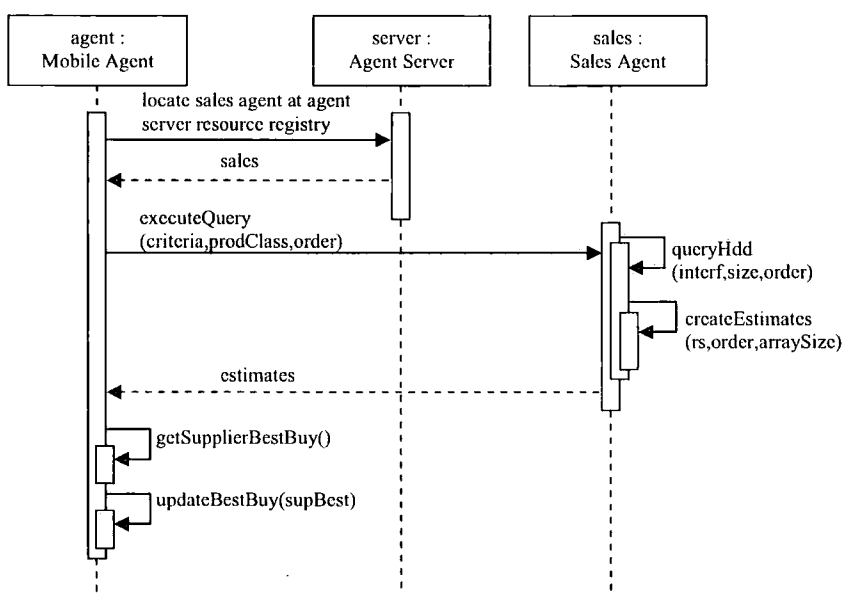 agent :
Mobile Agent
server :
Agent Server
sales :
Sales Agent
locate sales agent at agent
server resource registry
sales
executeQuery
(criteria,prodClass,order)
queryHdd
(interf,size,order)
createEstimates
(rs,order,arraySize)
estimates
getSupplierBestBuy()
updateBestBuy(supBest)